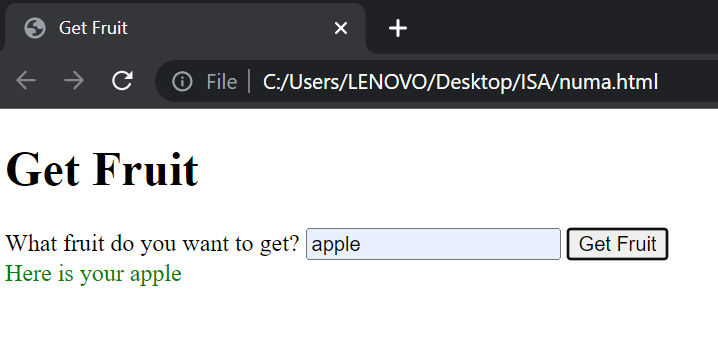 Get Fruit
File C:/Users/LENOVO/Desktop/ISA/numa.html
Get Fruit
What fruit do you want to get? apple Get Fruit
Here is your apple